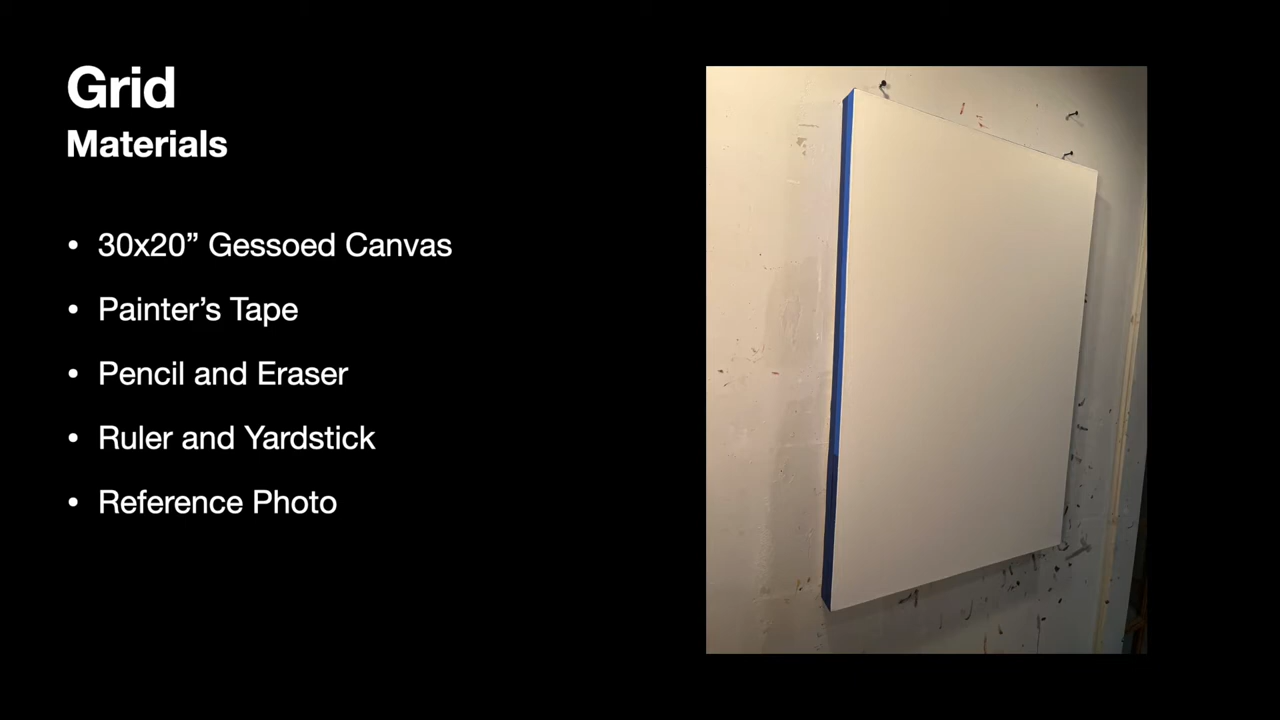 Grid
Materials
• 30x20” Gessoed Canvas
• Painter’s Tape
• Pencil and Eraser
• Ruler and Yardstick
• Reference Photo